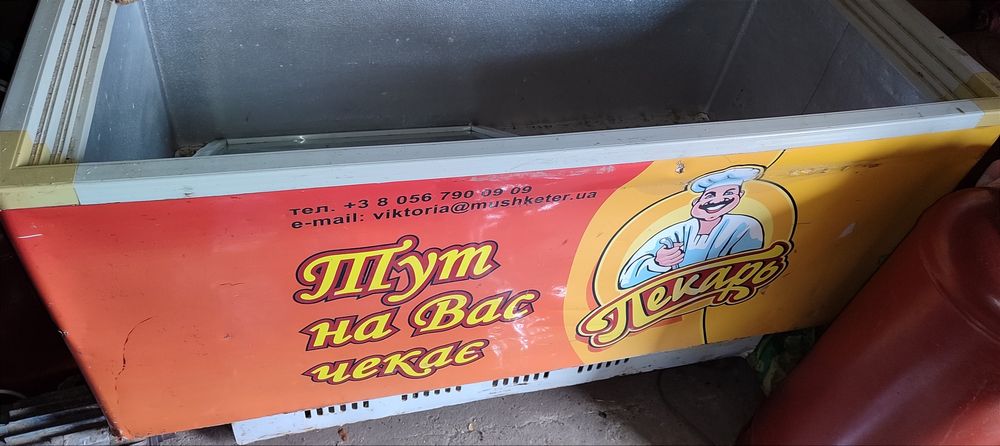 тел. +3 8 056 790 09 09
e-mail: viktoria@mushketer.ua
Тут
на Вас
чекає
Пекарь